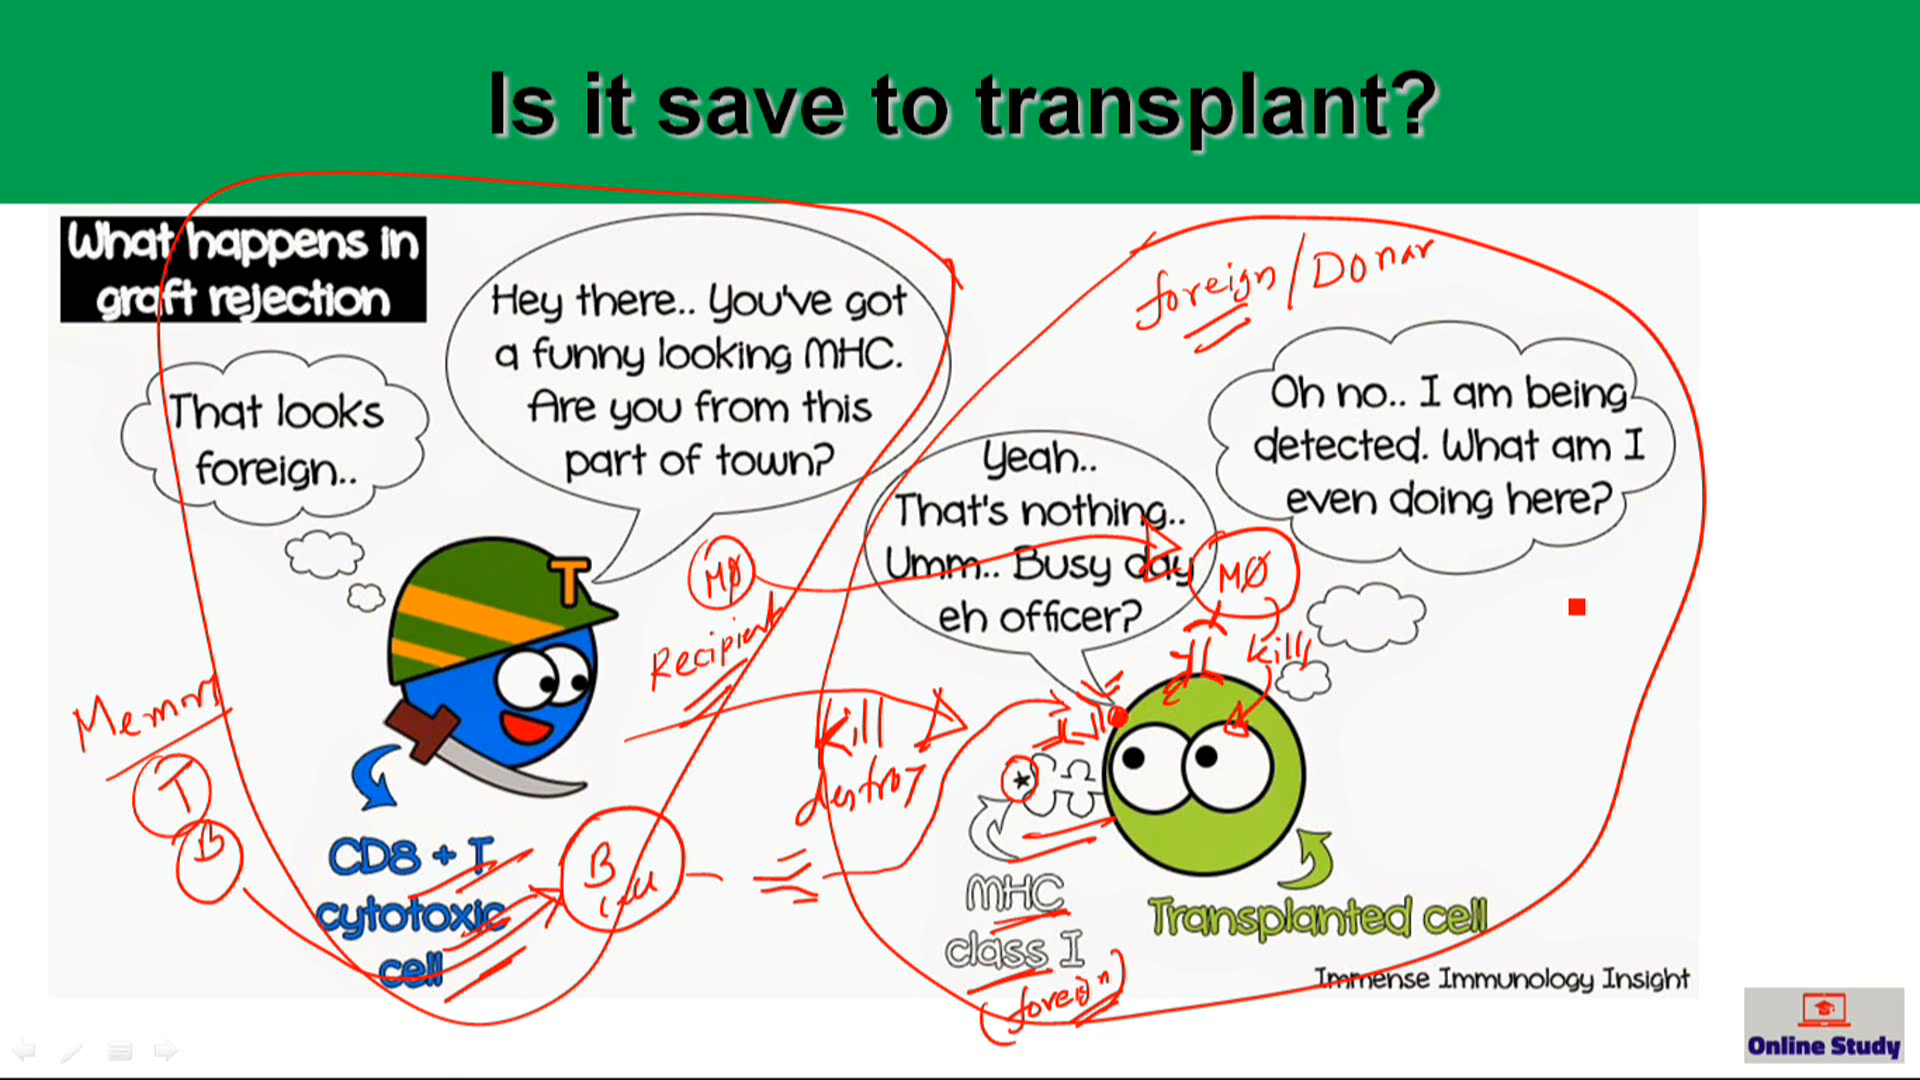 Is it save to transplant?
What happens in
graft rejection
That looks
foreign..
Hey there.. You've got
a funny looking MHC.
Are you from this
part of town?
foreign / Donar
Yeah..
That's nothing..
Umm.. Busy day
eh officer?
Oh no.. I am being
detected. What am I
even doing here?
T
MØ
MØ
Recipient
kill
kill
destroy
Memory
T
B
CD8 + T
cytotoxic
cell
B
cell
MHC
class I
(foreign)
Transplanted cell
Immense Immunology Insight
Online Study